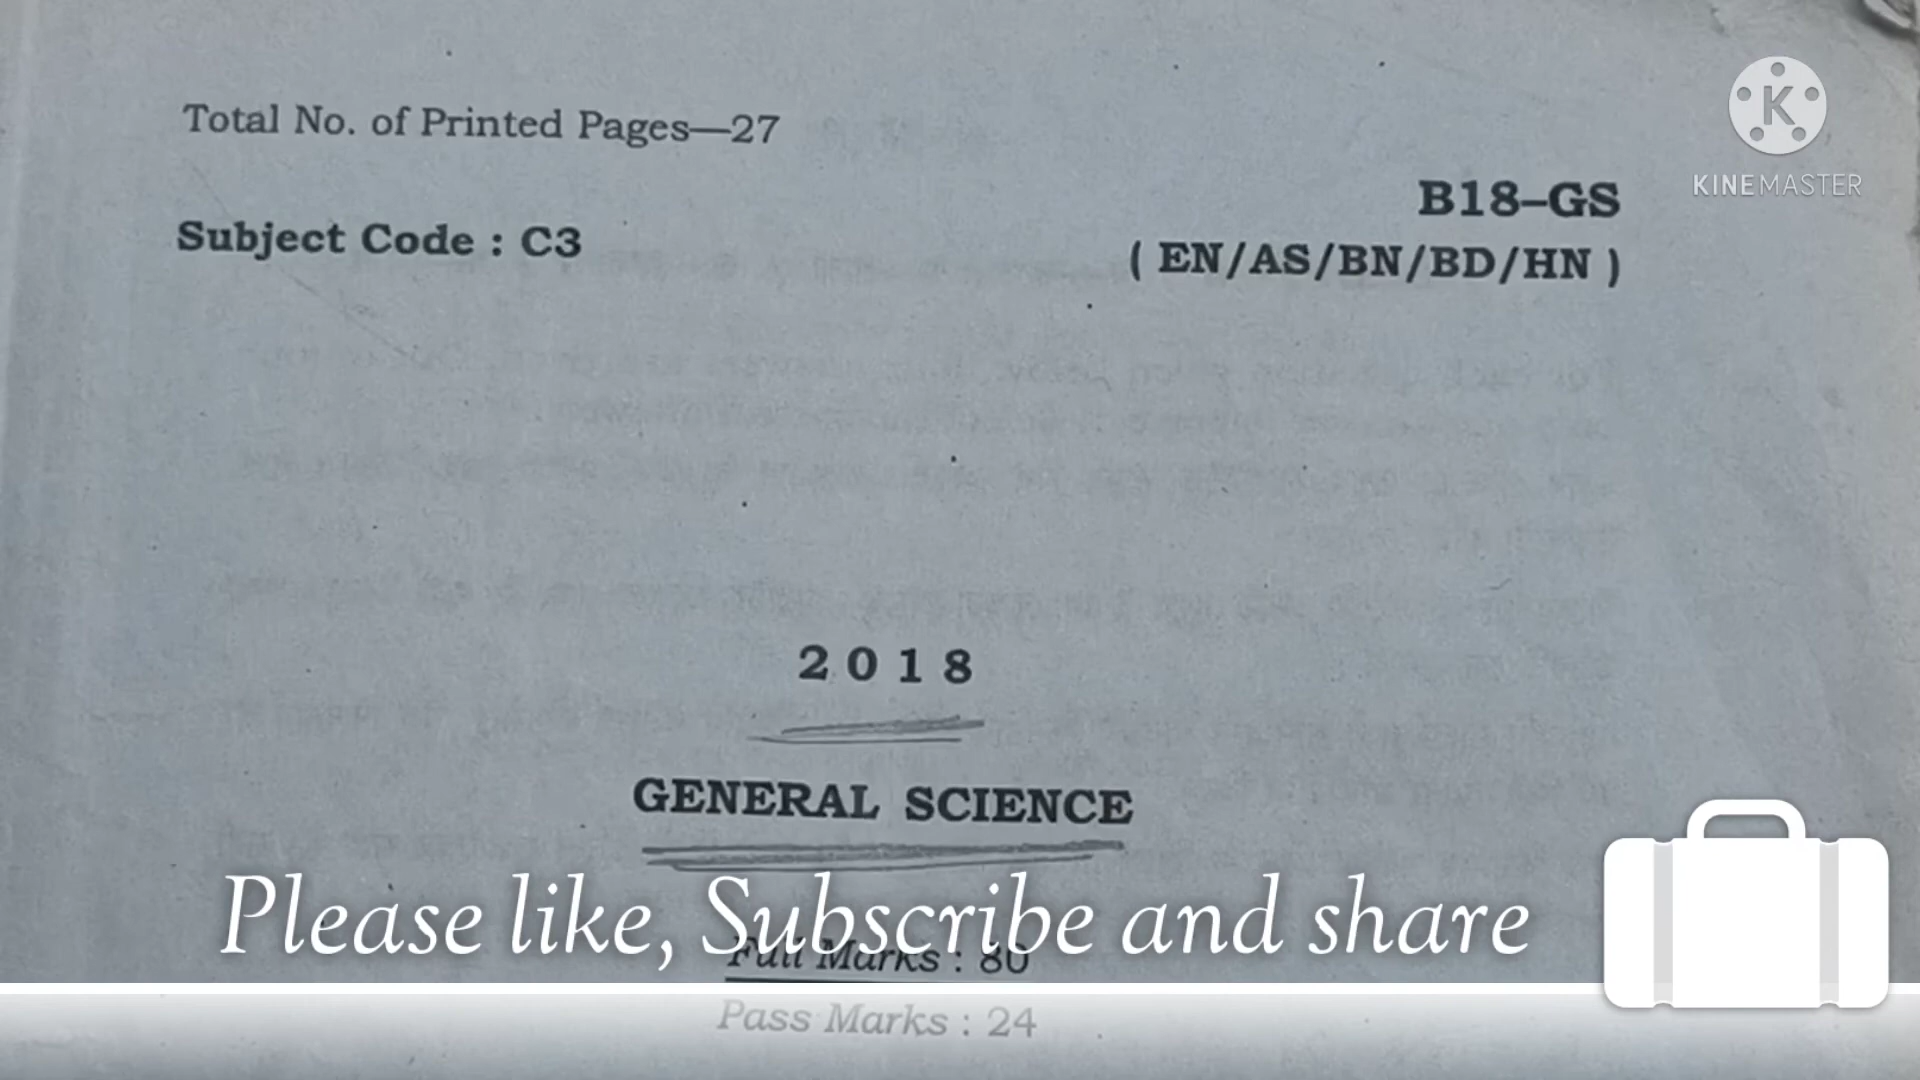 Total No. of Printed Pages—27
KINEMASTER
B18–GS
Subject Code : C3
( EN/AS/BN/BD/HN )
2018
GENERAL SCIENCE
Please like, Subscribe and share
Full Marks : 80
Pass Marks : 24